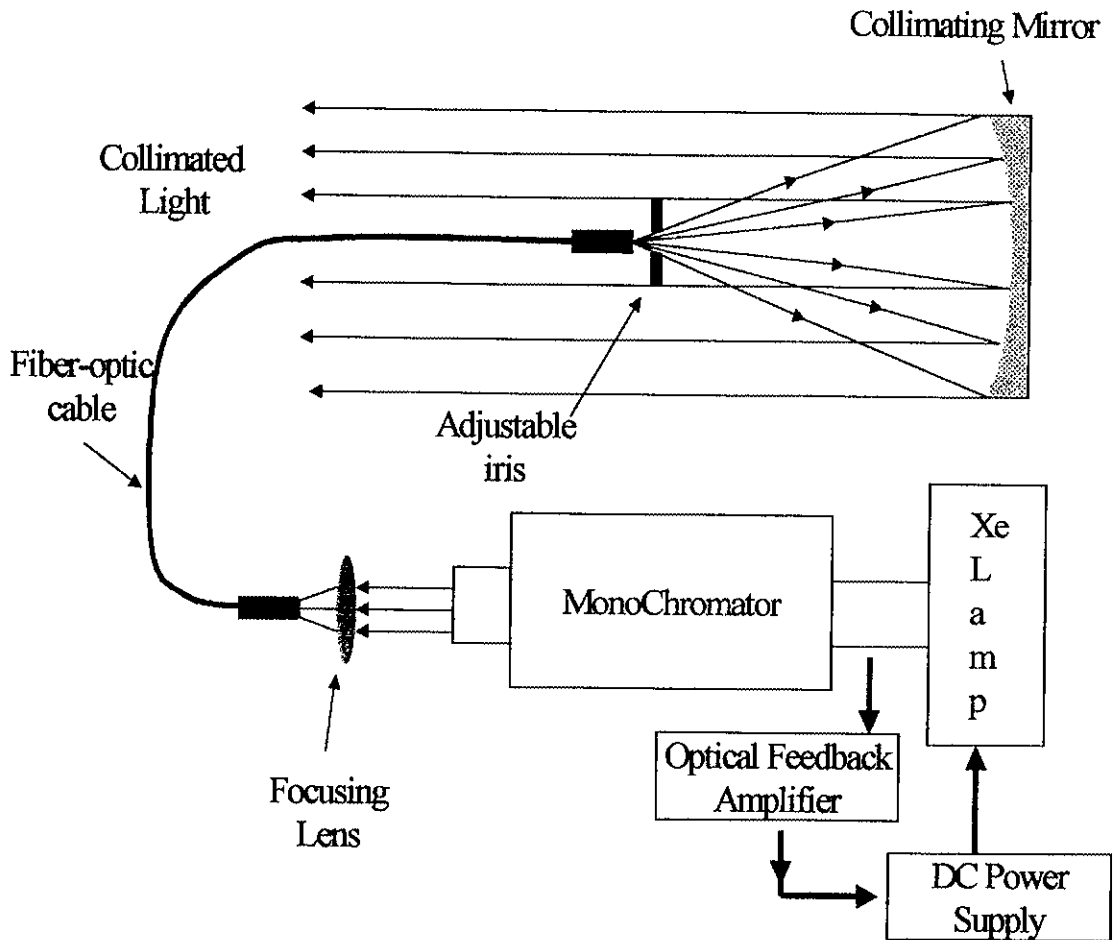 Collimating Mirror
Collimated
Light
Fiber-optic
cable
Adjustable
iris
Xe
L
a
m
p
MonoChromator
Optical Feedback
Amplifier
Focusing
Lens
DC Power
Supply